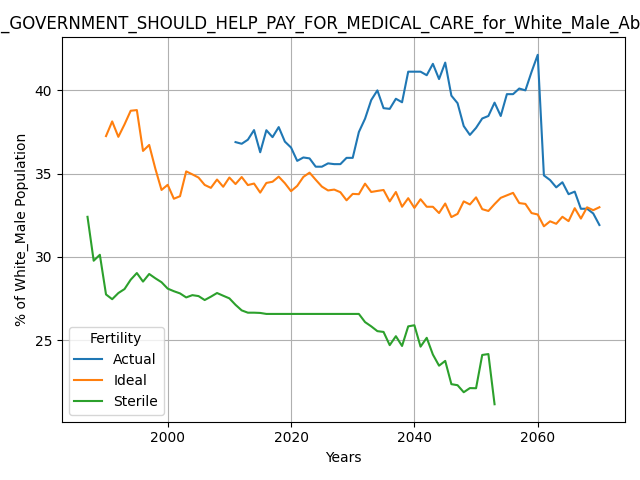 _GOVERNMENT_SHOULD_HELP_PAY_FOR_MEDICAL_CARE_for_White_Male_Ab
% of White_Male Population
40
35
30
25
Fertility
Actual
Ideal
Sterile
2000
2020
2040
2060
Years